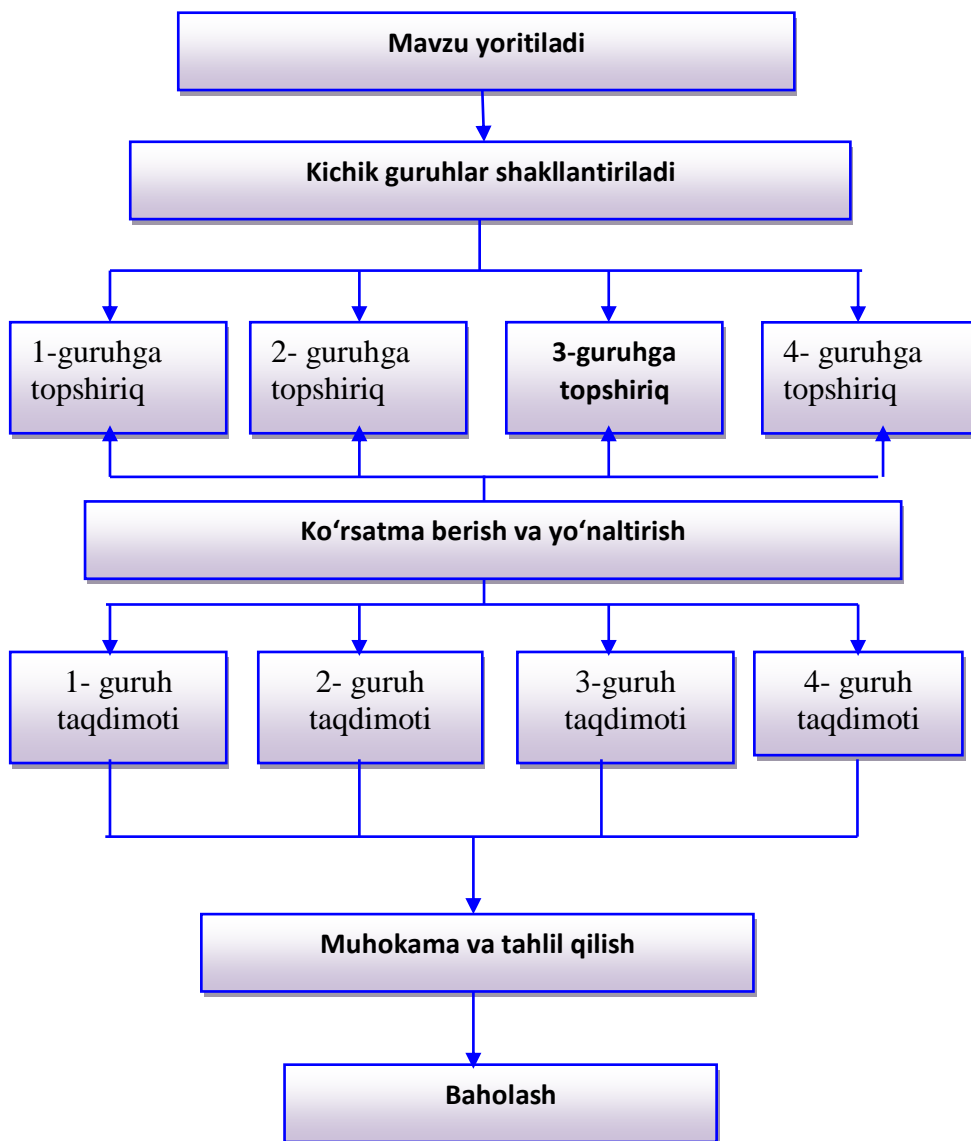 Mavzu yoritiladi
Kichik guruhlar shakllantiriladi
1-guruhga
topshiriq
2- guruhga
topshiriq
3-guruhga
topshiriq
4- guruhga
topshiriq
Ko‘rsatma berish va yo‘naltirish
1- guruh
taqdimoti
2- guruh
taqdimoti
3-guruh
taqdimoti
4- guruh
taqdimoti
Muhokama va tahlil qilish
Baholash